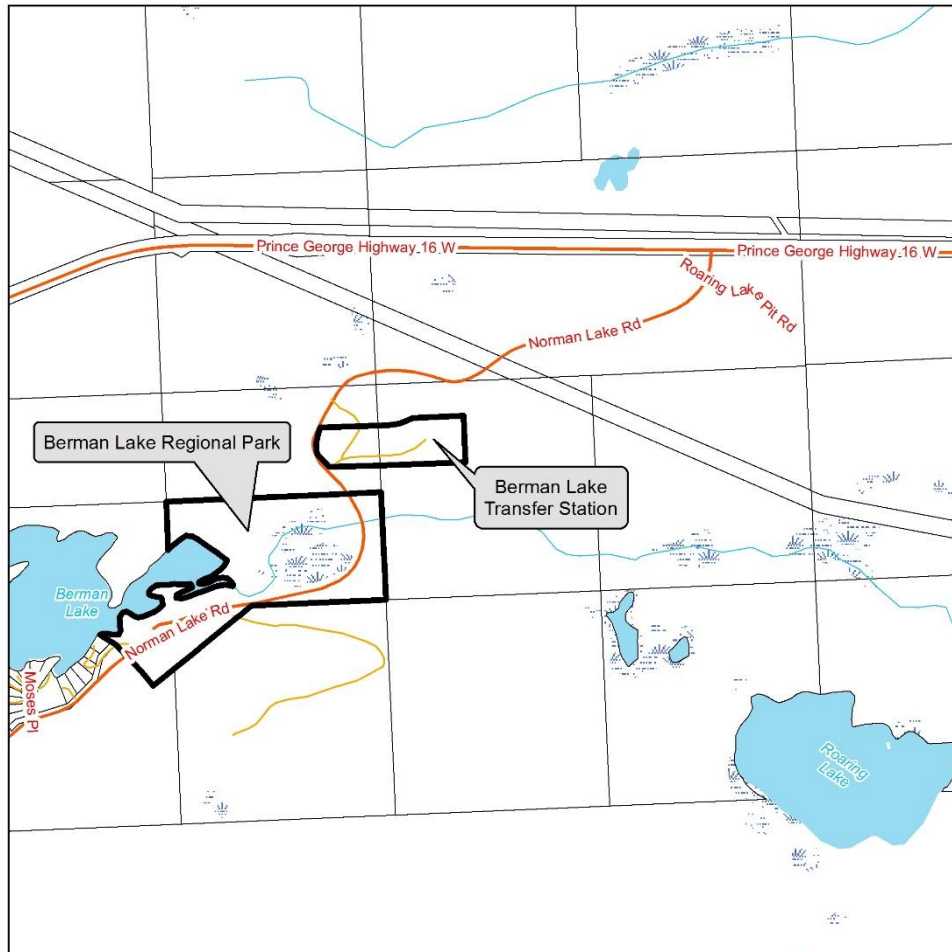 Prince George Highway 16 W
Prince George Highway 16 W
Roaring Lake Pit Rd
Norman Lake Rd
Berman Lake Regional Park
Berman Lake
Transfer Station
Berman
Lake
Norman Lake Rd
Moses Pl
Roaring
Lake